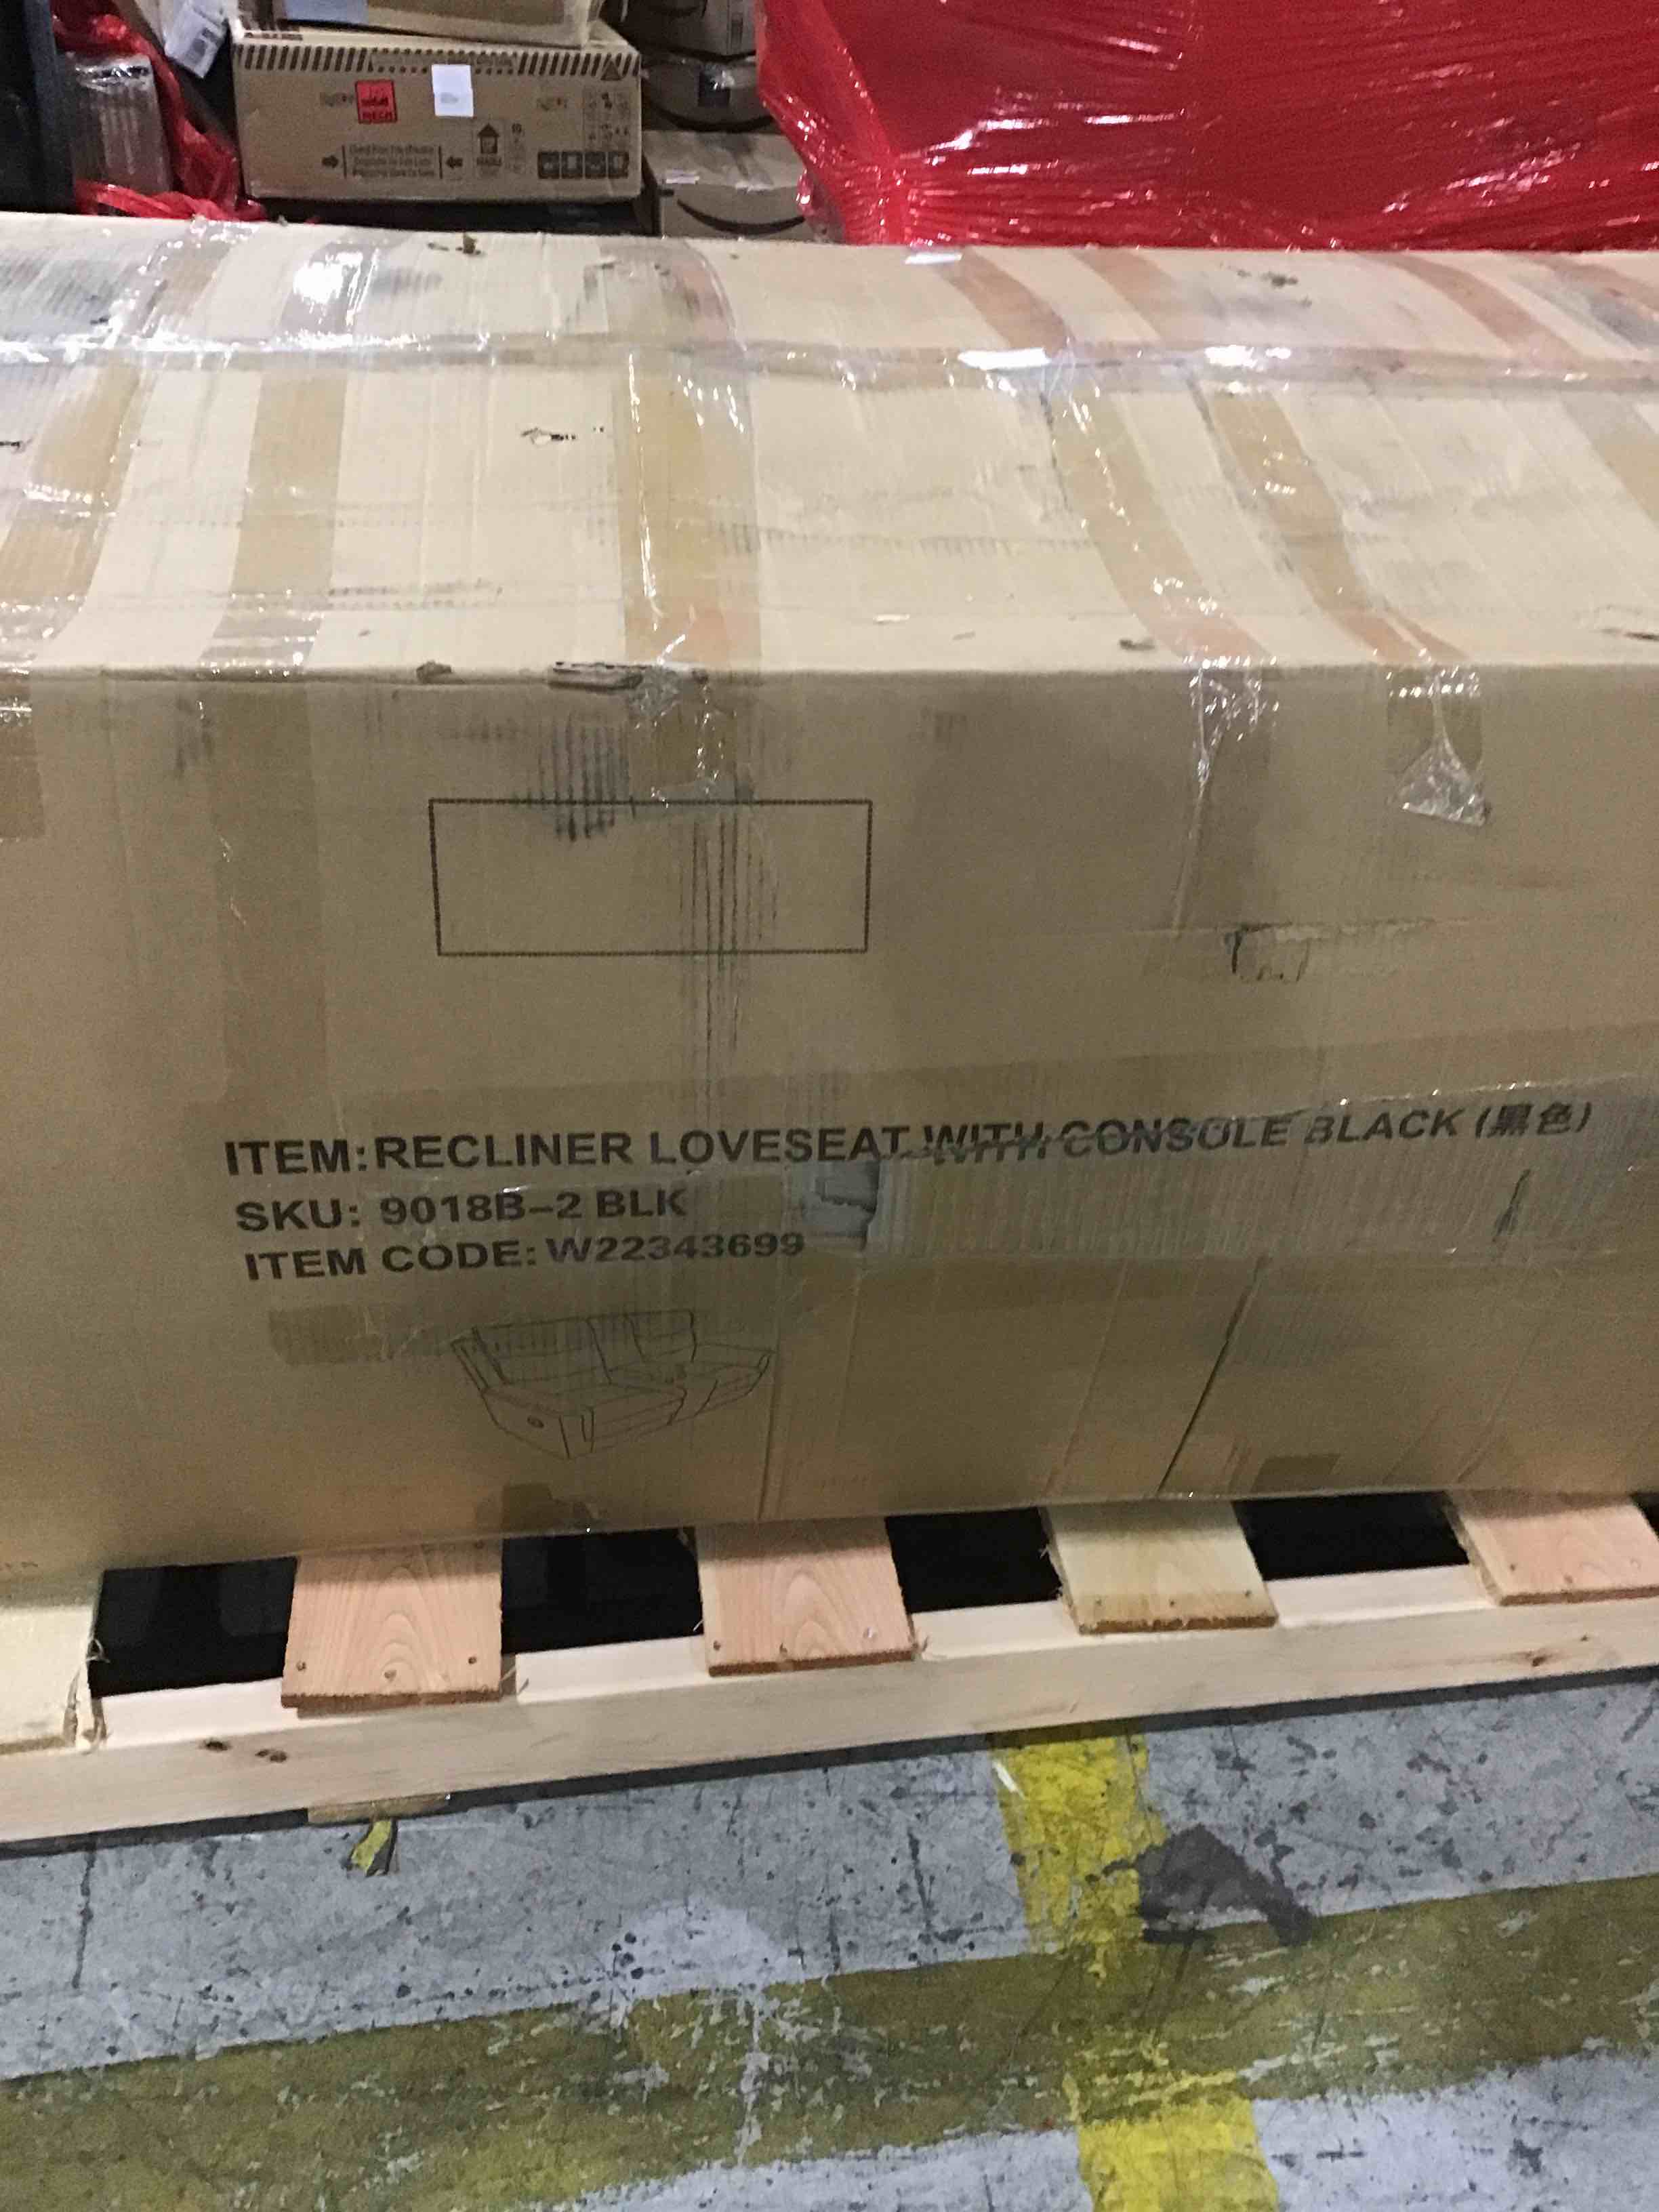 ITEM:RECLINER LOVESEAT WITH CONSOLE BLACK (黑色)
SKU: 9018B-2 BLK
ITEM CODE: W22343699